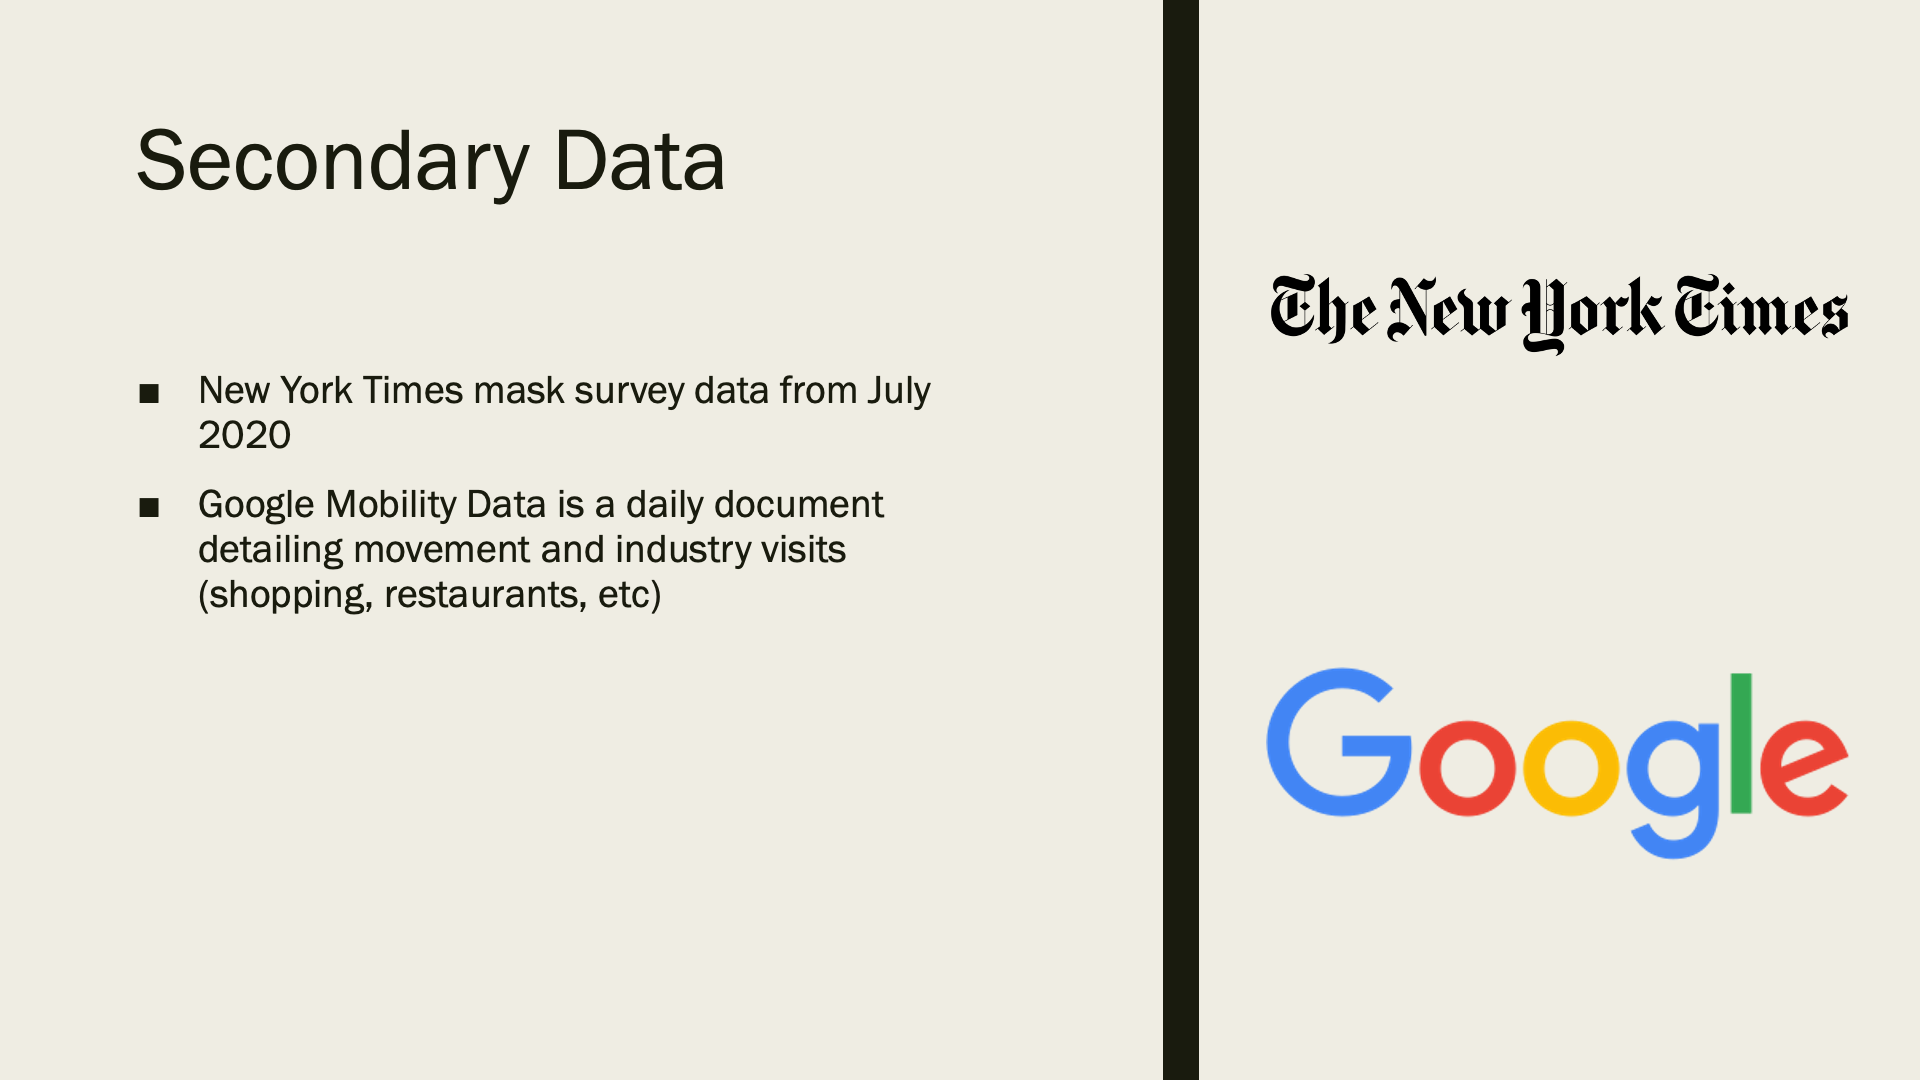 Secondary Data
■ New York Times mask survey data from July
2020
■ Google Mobility Data is a daily document
detailing movement and industry visits
(shopping, restaurants, etc)
The New York Times
Google